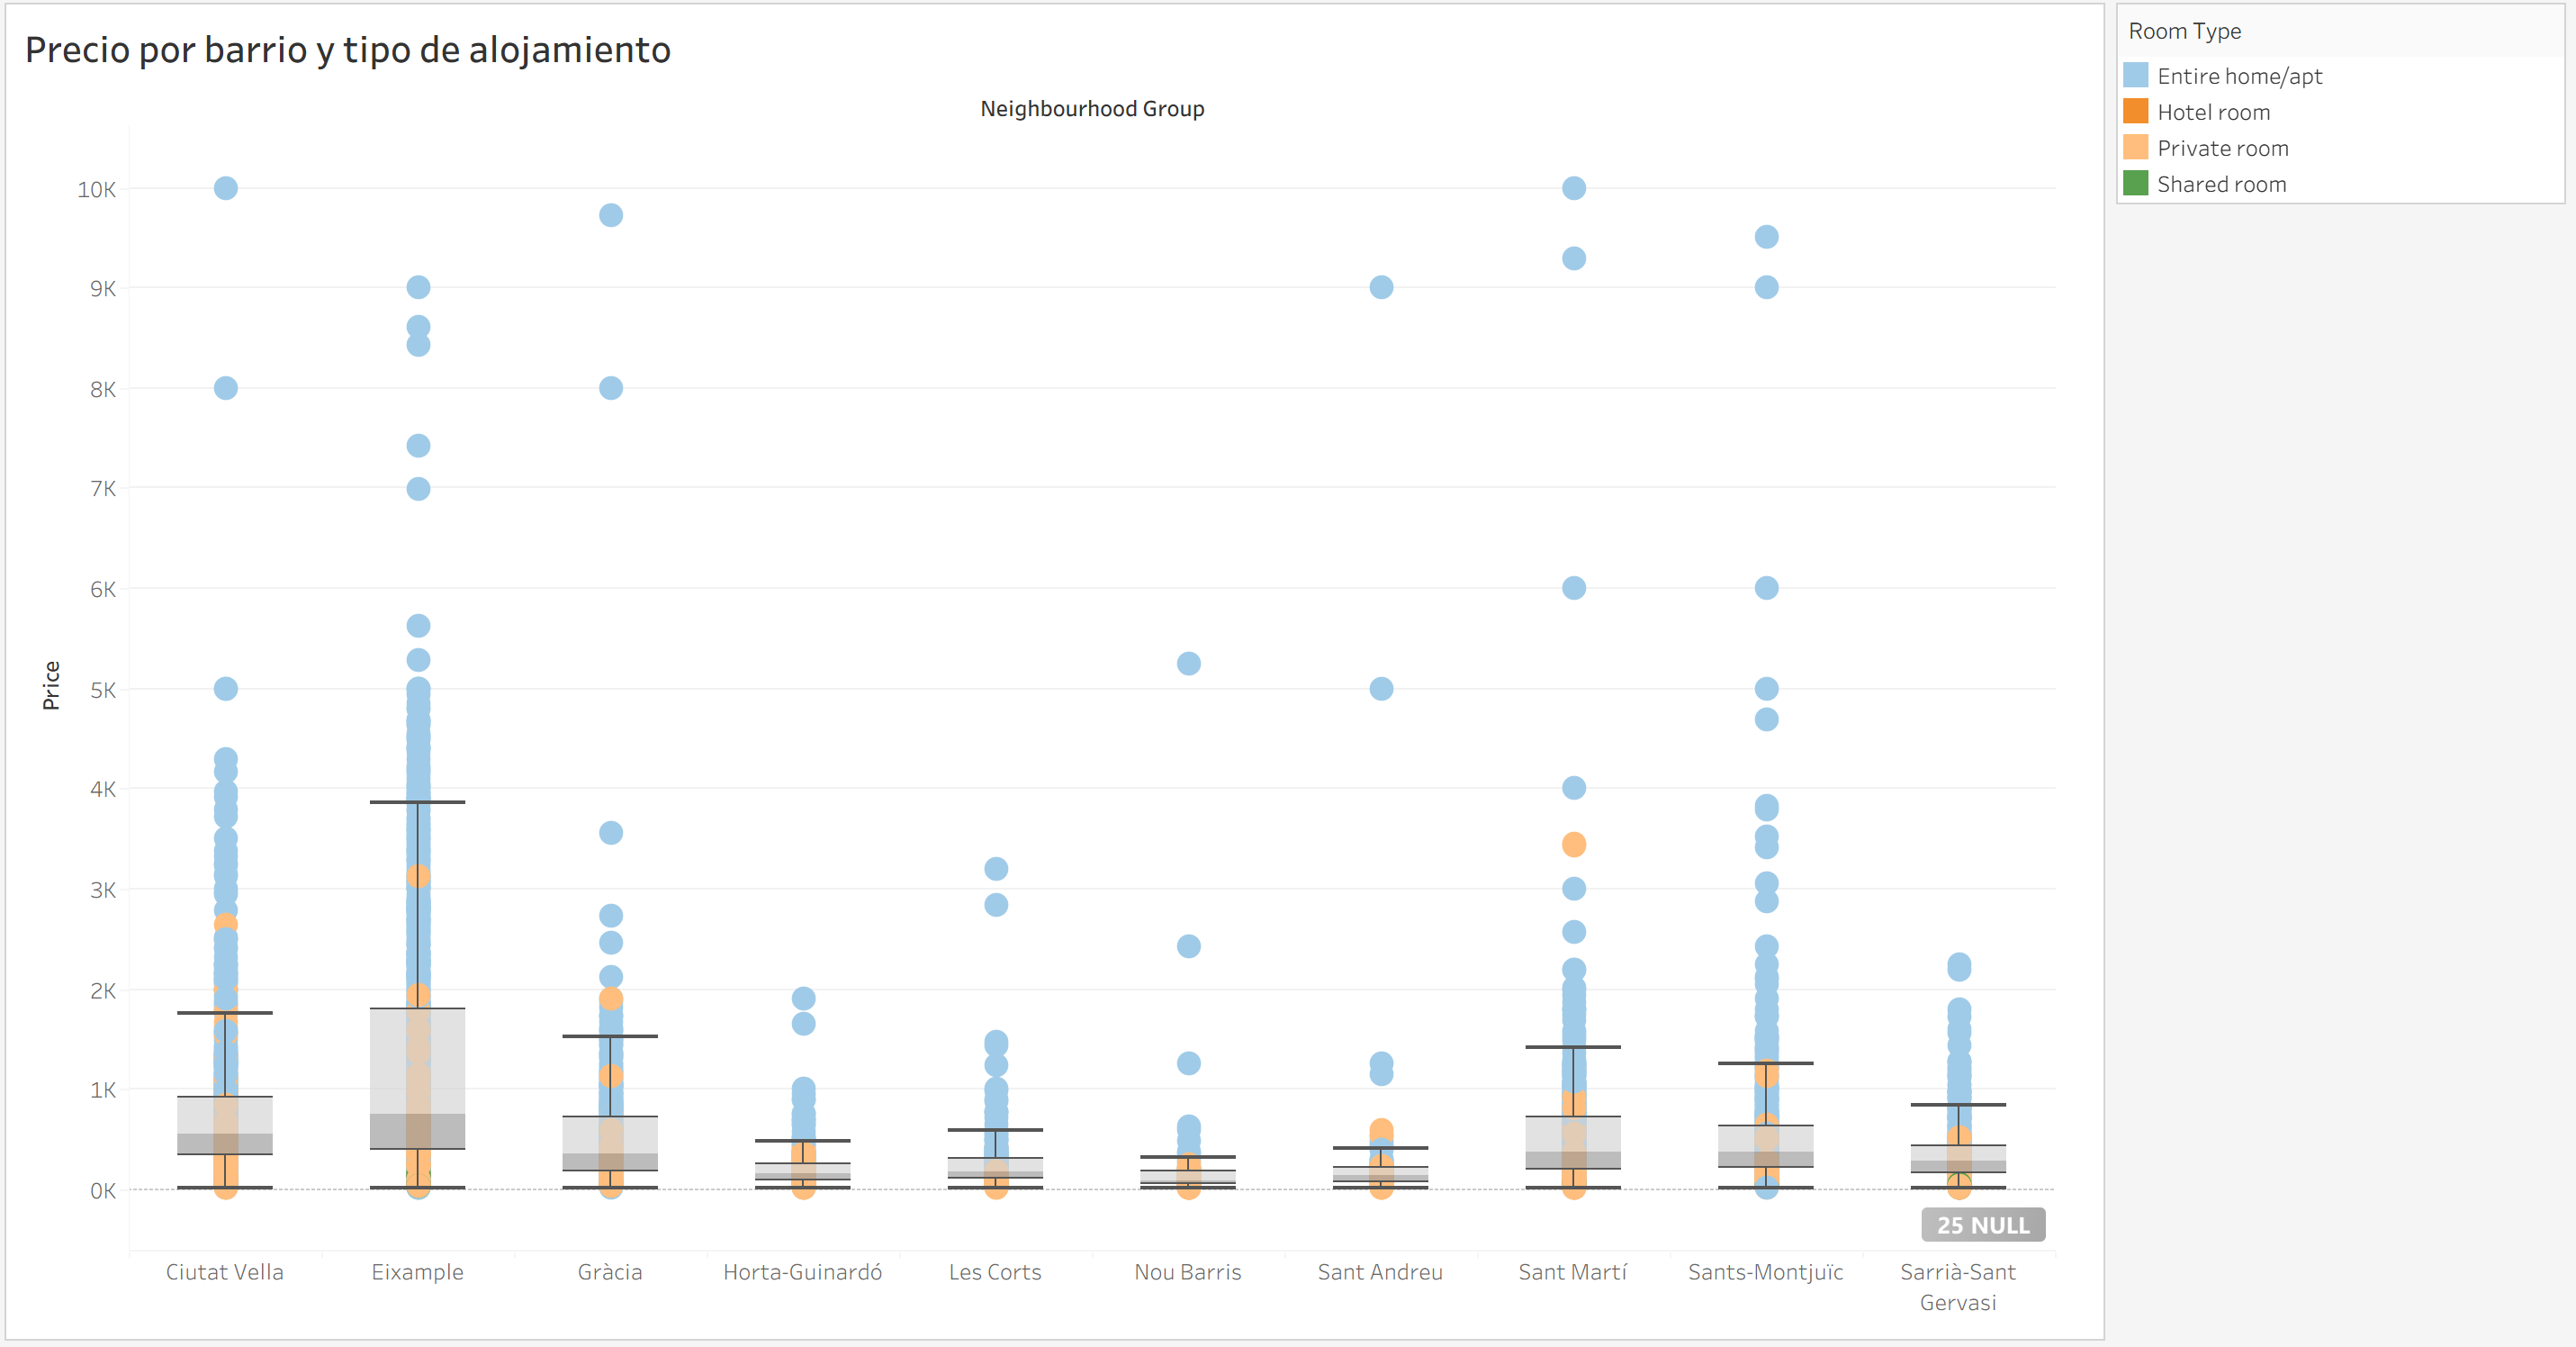 Precio por barrio y tipo de alojamiento
Neighbourhood Group
10K
9K
8K
7K
6K
5K
4K
3K
2K
1K
0K
Price
25 NULL
Ciutat Vella
Eixample
Gràcia
Horta-Guinardó
Les Corts
Nou Barris
Sant Andreu
Sant Martí
Sants-Montjuïc
Sarrià-Sant
Gervasi
Room Type
Entire home/apt
Hotel room
Private room
Shared room